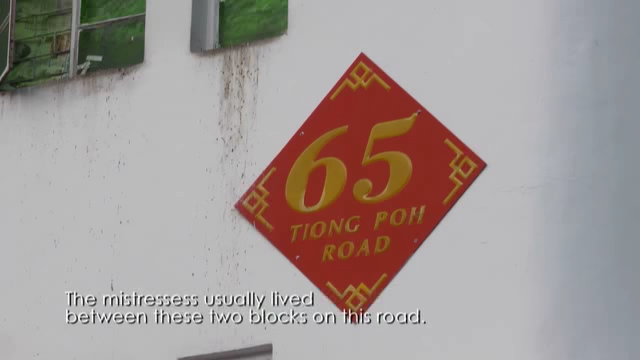 65
TIONG POH
ROAD
The mistressess usually lived
between these two blocks on this road.